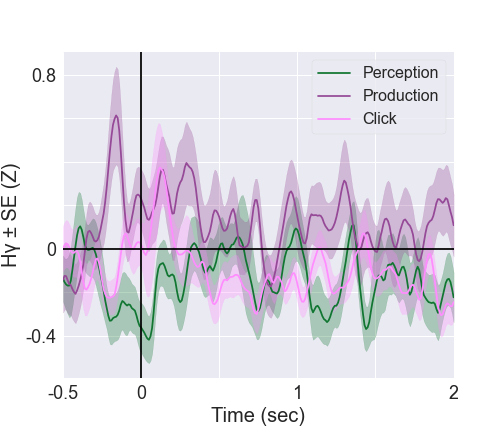 Perception
Production
Click
0.8
0
-0.4
-0.5 0 1 2
Hγ ± SE (Z)
Time (sec)